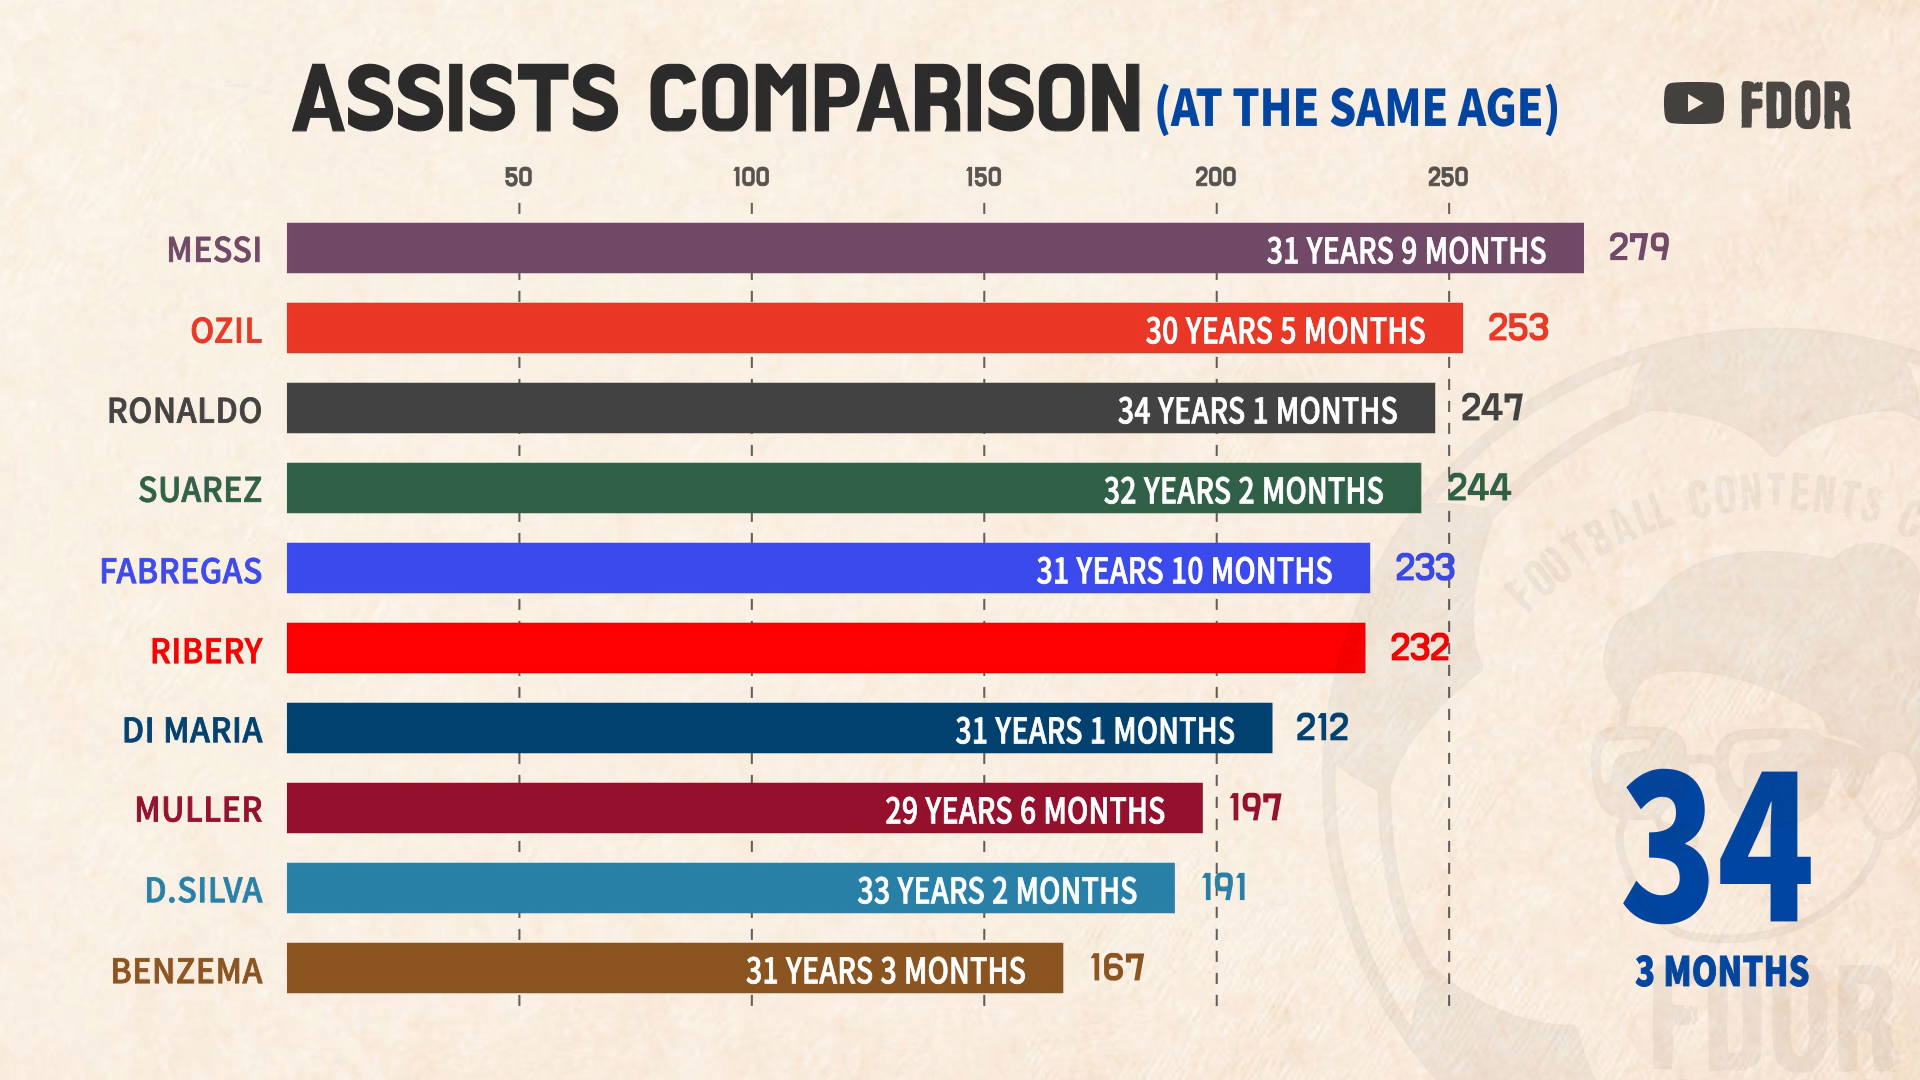 ASSISTS COMPARISON (AT THE SAME AGE)
FDOR
50 100 150 200 250
MESSI 31 YEARS 9 MONTHS 279
OZIL 30 YEARS 5 MONTHS 253
RONALDO 34 YEARS 1 MONTHS 247
SUAREZ 32 YEARS 2 MONTHS 244
FABREGAS 31 YEARS 10 MONTHS 233
RIBERY 232
DI MARIA 31 YEARS 1 MONTHS 212
MULLER 29 YEARS 6 MONTHS 197
D.SILVA 33 YEARS 2 MONTHS 191
BENZEMA 31 YEARS 3 MONTHS 167
FOOTBALL CONTENTS
34
3 MONTHS
FDOR